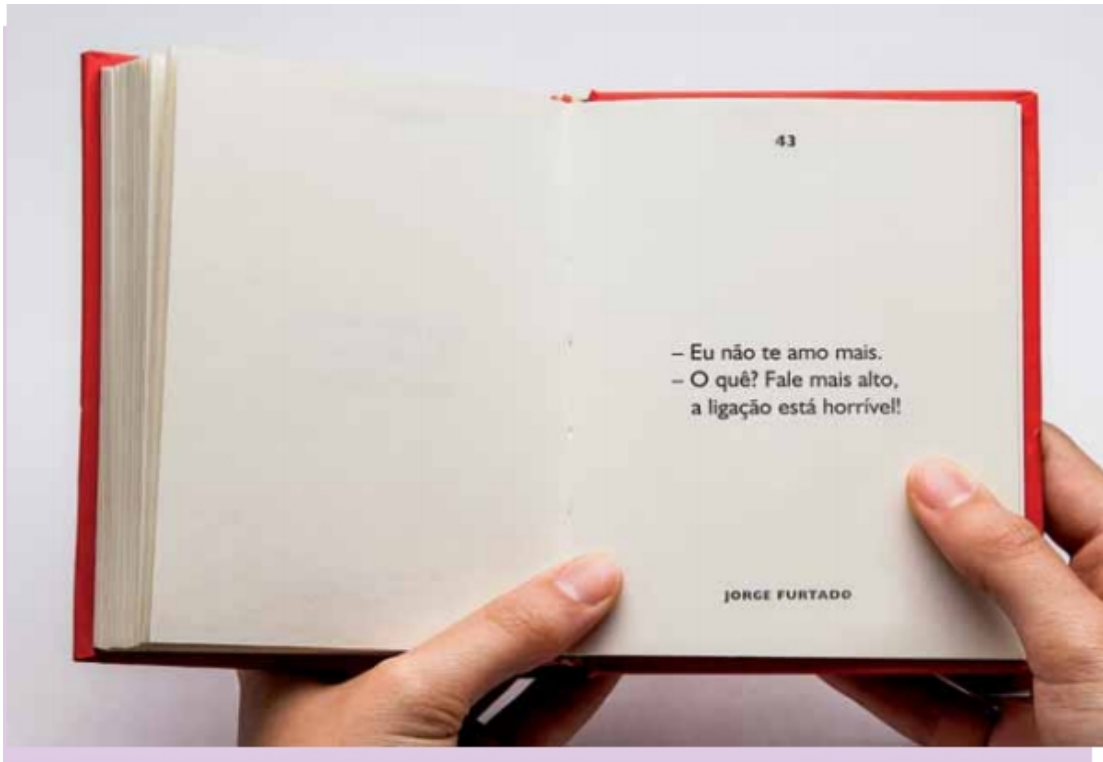 43
– Eu não te amo mais.
– O quê? Fale mais alto,
a ligação está horrível!
JORGE FURTADO